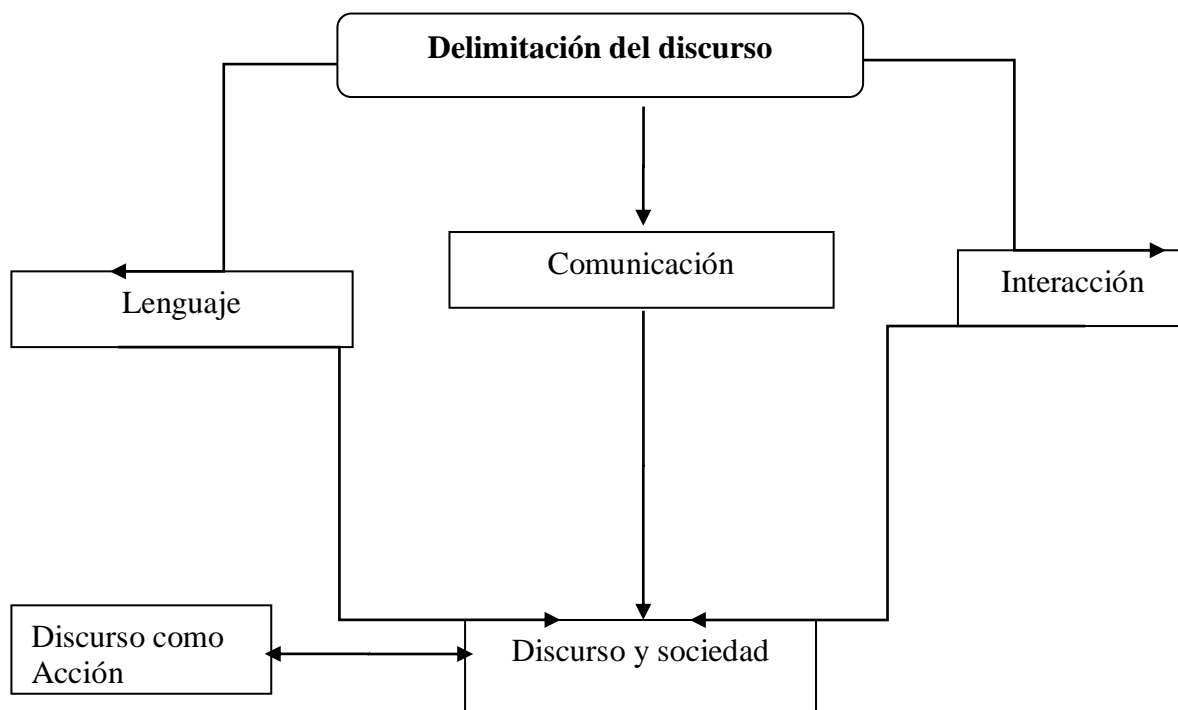 Delimitación del discurso
Comunicación
Interacción
Lenguaje
Discurso como
Acción
Discurso y sociedad